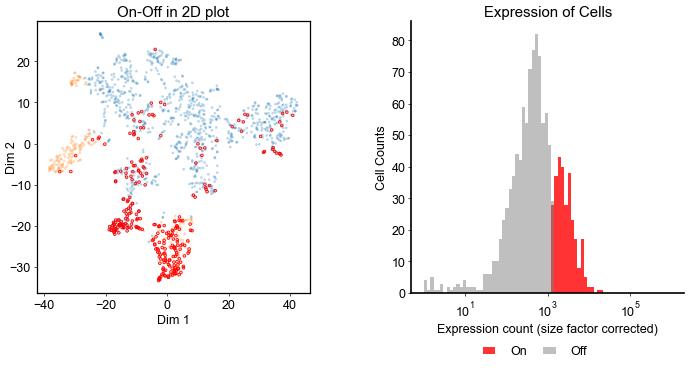 On-Off in 2D plot
Dim 2
20
10
0
−10
−20
−30
−40 −20 0 20 40
Dim 1
Expression of Cells
Cell Counts
80
70
60
50
40
30
20
10
0
10^1 10^3 10^5
Expression count (size factor corrected)
On Off